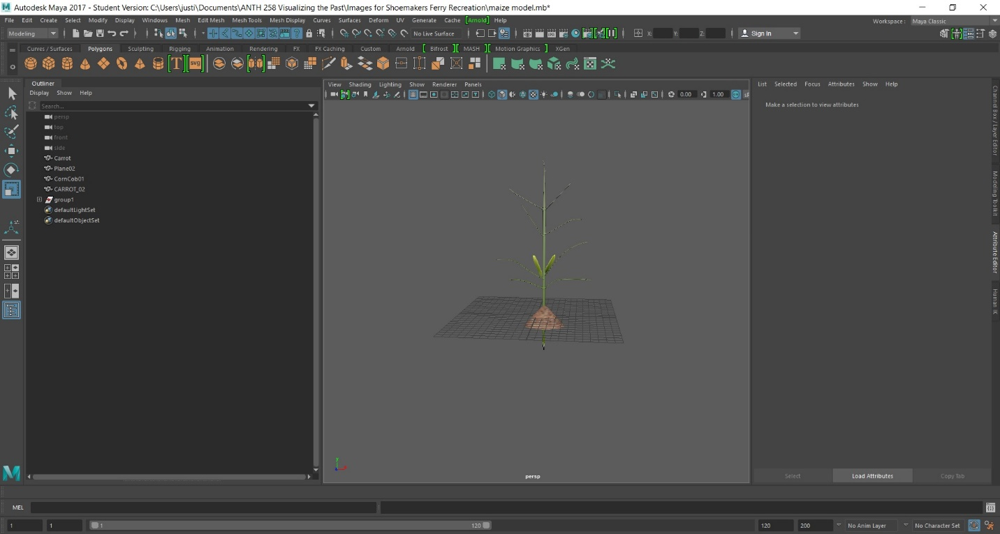 Autodesk Maya 2017 - Student Version: C:\Users\justi\Documents\ANTH 258 Visualizing the Past\Images for Shoemakers Ferry Recreation\maize model.mb*
File Edit Create Select Modify Display Windows Mesh Edit Mesh Mesh Tools Mesh Display Curves Surfaces Deform UV Generate Cache [Arnold] Help
Workspace : Maya Classic
Modeling No Live Surface X: Y: Z: Sign In
Curves / Surfaces Polygons Sculpting Rigging Animation Rendering FX FX Caching Custom Arnold Bifrost MASH Motion Graphics XGen
T svg
Outliner
Display Show Help
Search...
persp
top
front
side
Carrot
Plane02
CornCob01
CARROT_02
group1
defaultLightSet
defaultObjectSet
View Shading Lighting Show Renderer Panels
0.00 1.00
y
persp
List Selected Focus Attributes Show Help
Make a selection to view attributes
Select Load Attributes Copy Tab
Channel Box / Layer Editor
Modeling Toolkit
Attribute Editor
Human IK
MEL
1 1 1 120 120 200 No Anim Layer No Character Set